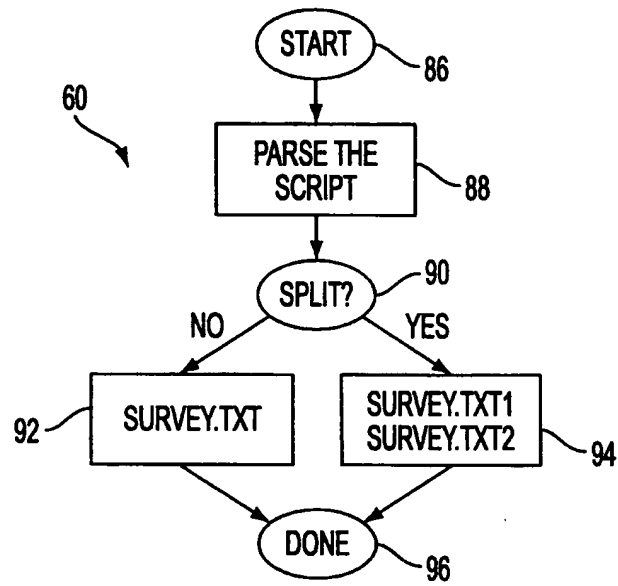 START
86
60
PARSE THE
SCRIPT
88
SPLIT?
90
NO
YES
92
SURVEY.TXT
SURVEY.TXT1
SURVEY.TXT2
94
DONE
96